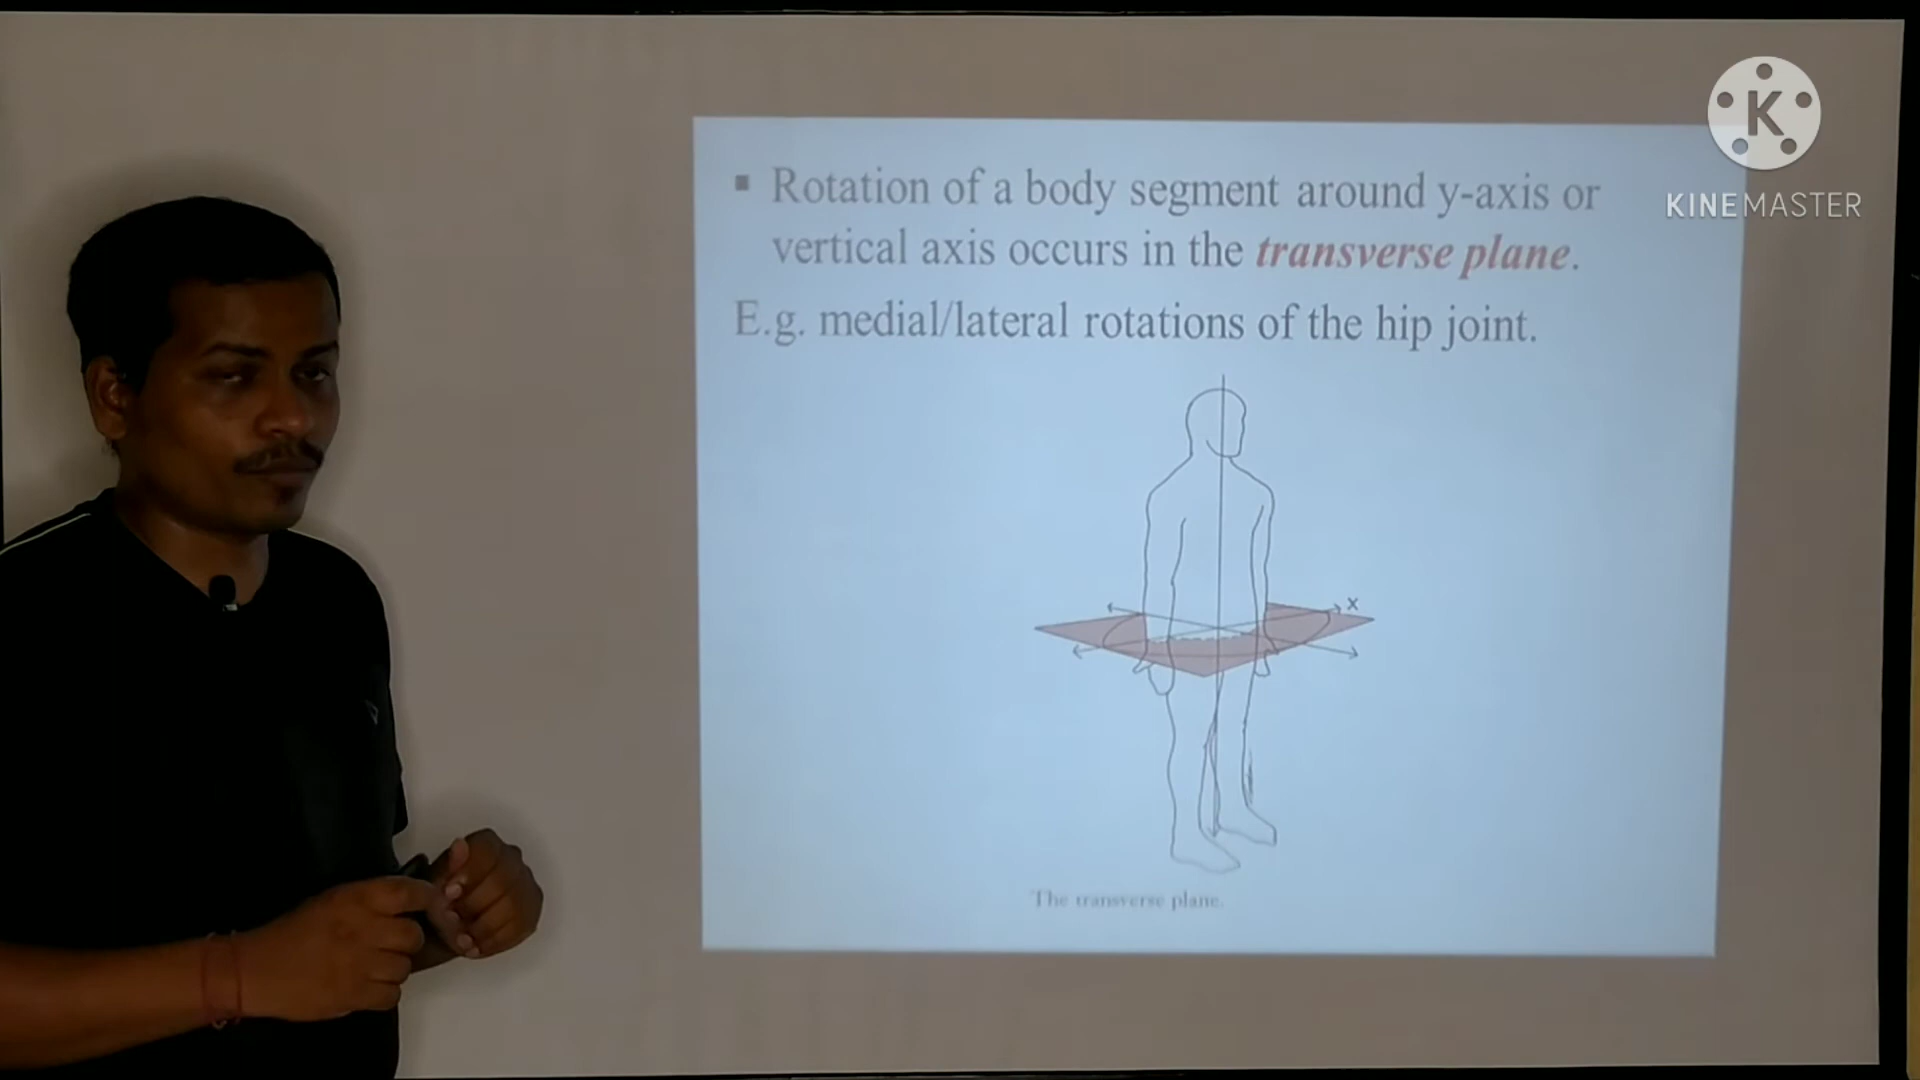 K
KINEMASTER
▪ Rotation of a body segment around y-axis or
vertical axis occurs in the transverse plane.
E.g. medial/lateral rotations of the hip joint.
x
The transverse plane.